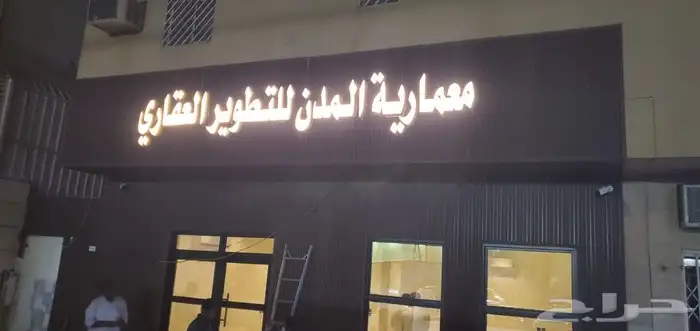 معمارية المدن للتطوير العقاري
حراج